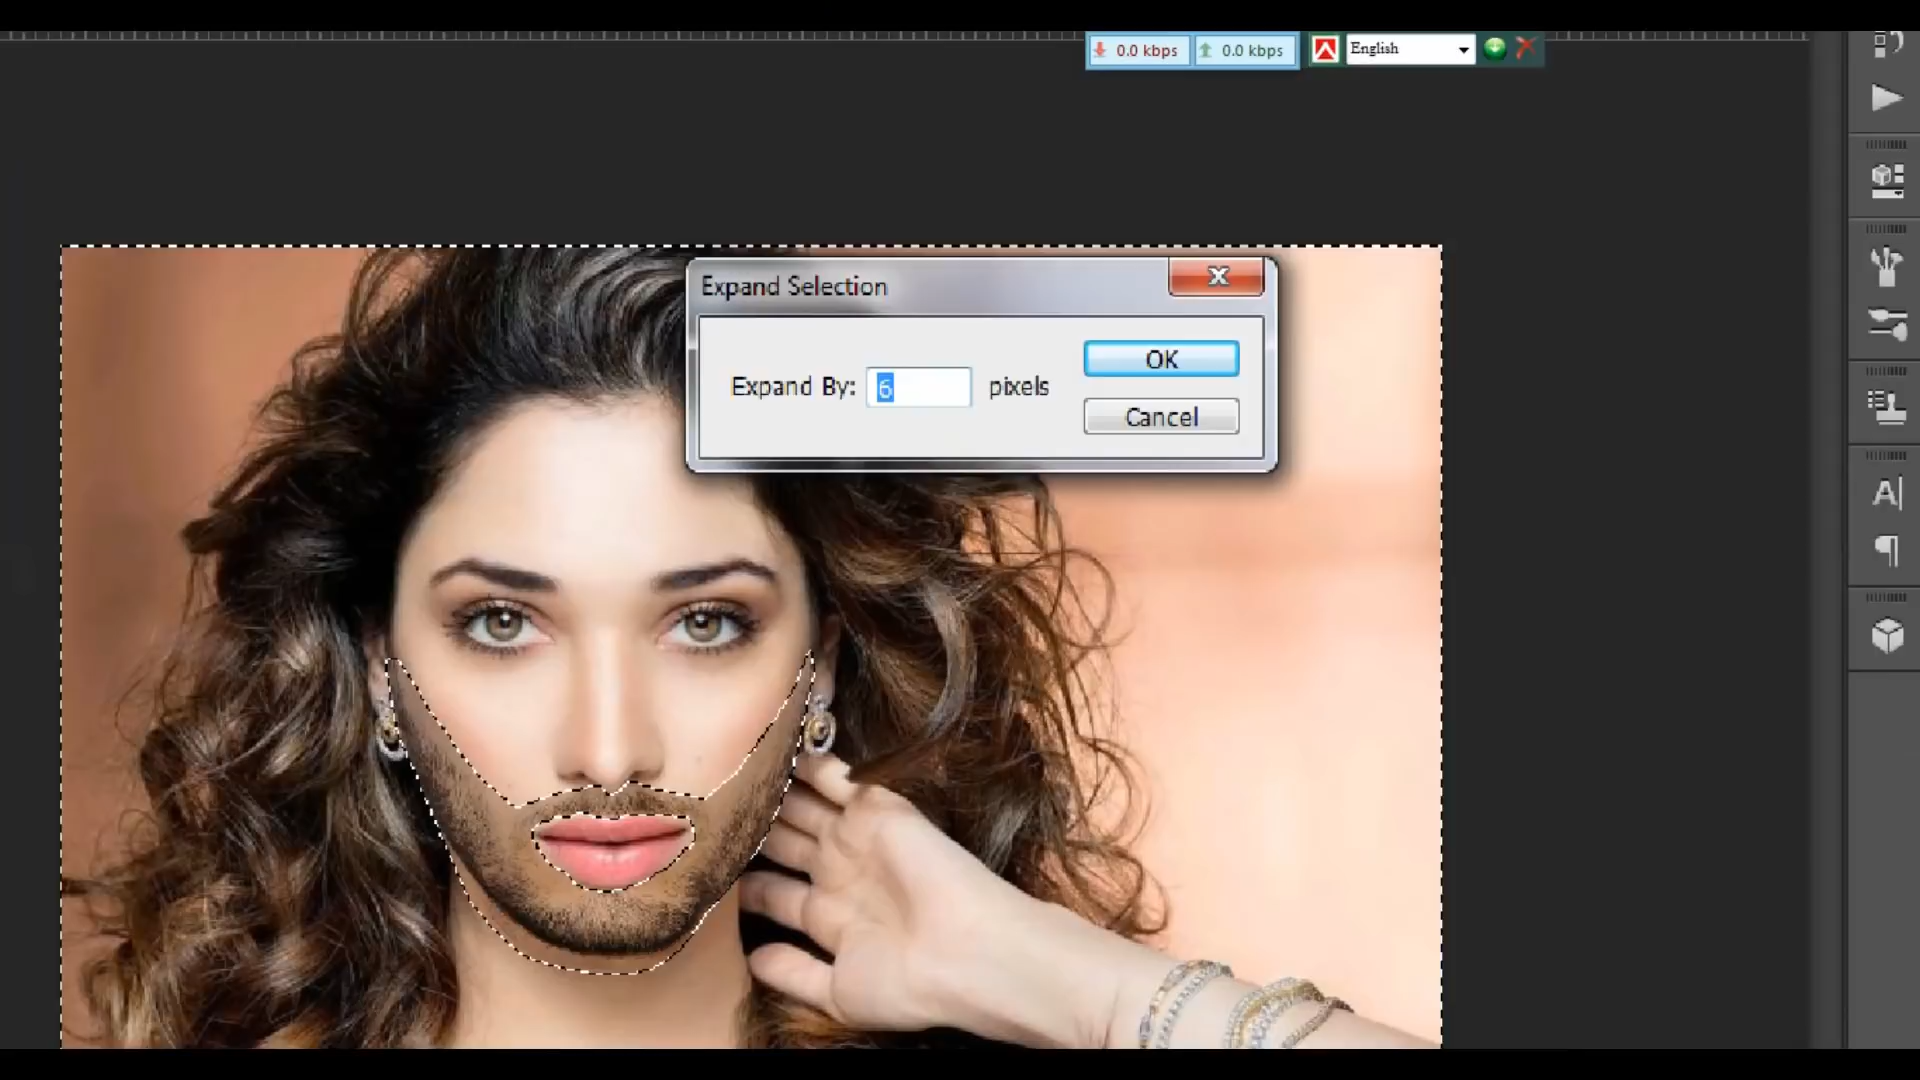 0.0 kbps 0.0 kbps English
Expand Selection
OK
Expand By: 6 pixels
Cancel